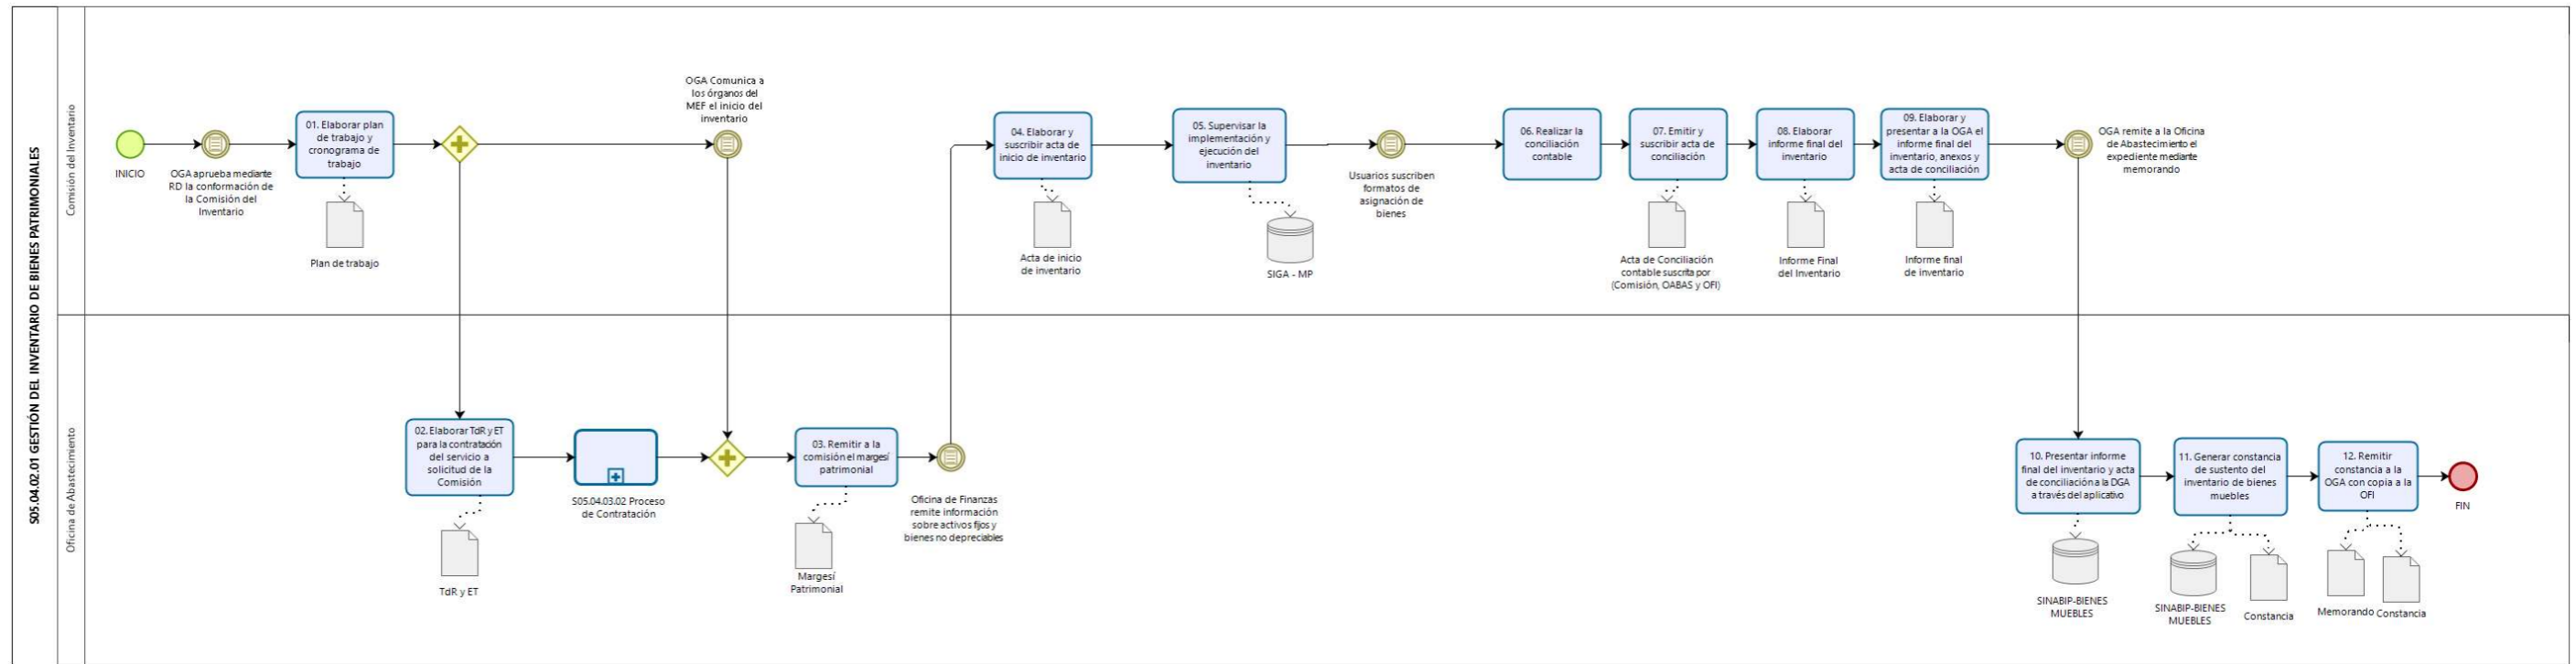 S05.04.02.01 GESTIÓN DEL INVENTARIO DE BIENES PATRIMONIALES
Comisión del Inventario
INICIO
OGA aprueba mediante
RD la conformación de
la Comisión del
Inventario
01. Elaborar plan
de trabajo y
cronograma de
trabajo
Plan de trabajo
OGA Comunica a
los órganos del
MEF el inicio del
inventario
04. Elaborar y
suscribir acta de
inicio de inventario
Acta de inicio
de inventario
05. Supervisar la
implementación y
ejecución del
inventario
SIGA - MP
Usuarios suscriben
formatos de
asignación de
bienes
06. Realizar la
conciliación
contable
07. Emitir y
suscribir acta de
conciliación
Acta de Conciliación
contable suscrita por
(Comisión, OABAS y OFI)
08. Elaborar
informe final del
inventario
Informe Final
del Inventario
09. Elaborar y
presentar a la OGA el
informe final del
inventario, anexos y
acta de conciliación
Informe final
de inventario
OGA remite a la Oficina
de Abastecimiento el
expediente mediante
memorando
Oficina de Abastecimiento
02. Elaborar TdR y ET
para la contratación
del servicio a
solicitud de la
Comisión
TdR y ET
S05.04.03.02 Proceso
de Contratación
03. Remitir a la
comisión el margesí
patrimonial
Margesí
Patrimonial
Oficina de Finanzas
remite información
sobre activos fijos y
bienes no depreciables
10. Presentar informe
final del inventario y acta
de conciliación a la DGA
a través del aplicativo
SINABIP-BIENES
MUEBLES
11. Generar constancia
de sustento del
inventario de bienes
muebles
SINABIP-BIENES
MUEBLES
Constancia
12. Remitir
constancia a la
OGA con copia a la
OFI
Memorando
Constancia
FIN